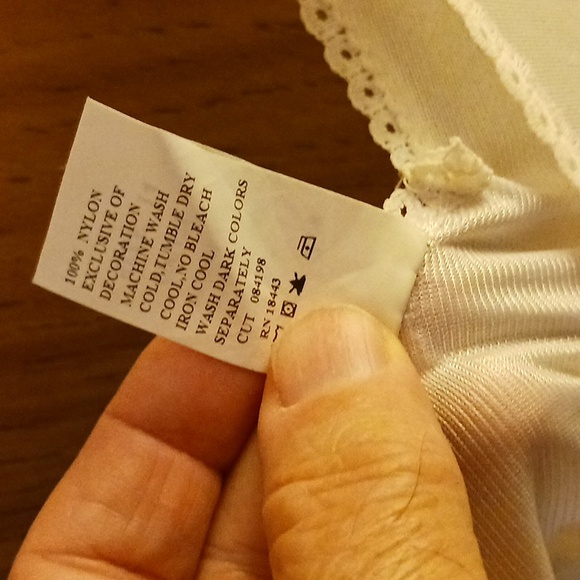 100% NYLON
EXCLUSIVE OF
DECORATION
MACHINE WASH
COLD,TUMBLE DRY
COOL,NO BLEACH
IRON COOL
WASH DARK COLORS
SEPARATELY
CUT 084198
RN 18443